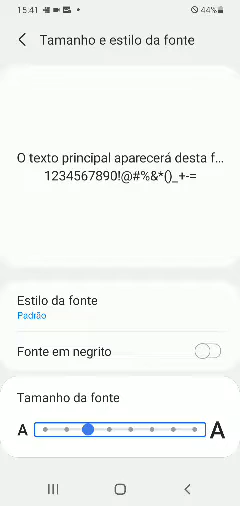 15.41 44%
Tamanho e estilo da fonte
O texto principal aparecerá desta f...
1234567890!@#%&*()_+-=
Estilo da fonte
Padrão
Fonte em negrito
Tamanho da fonte
A A